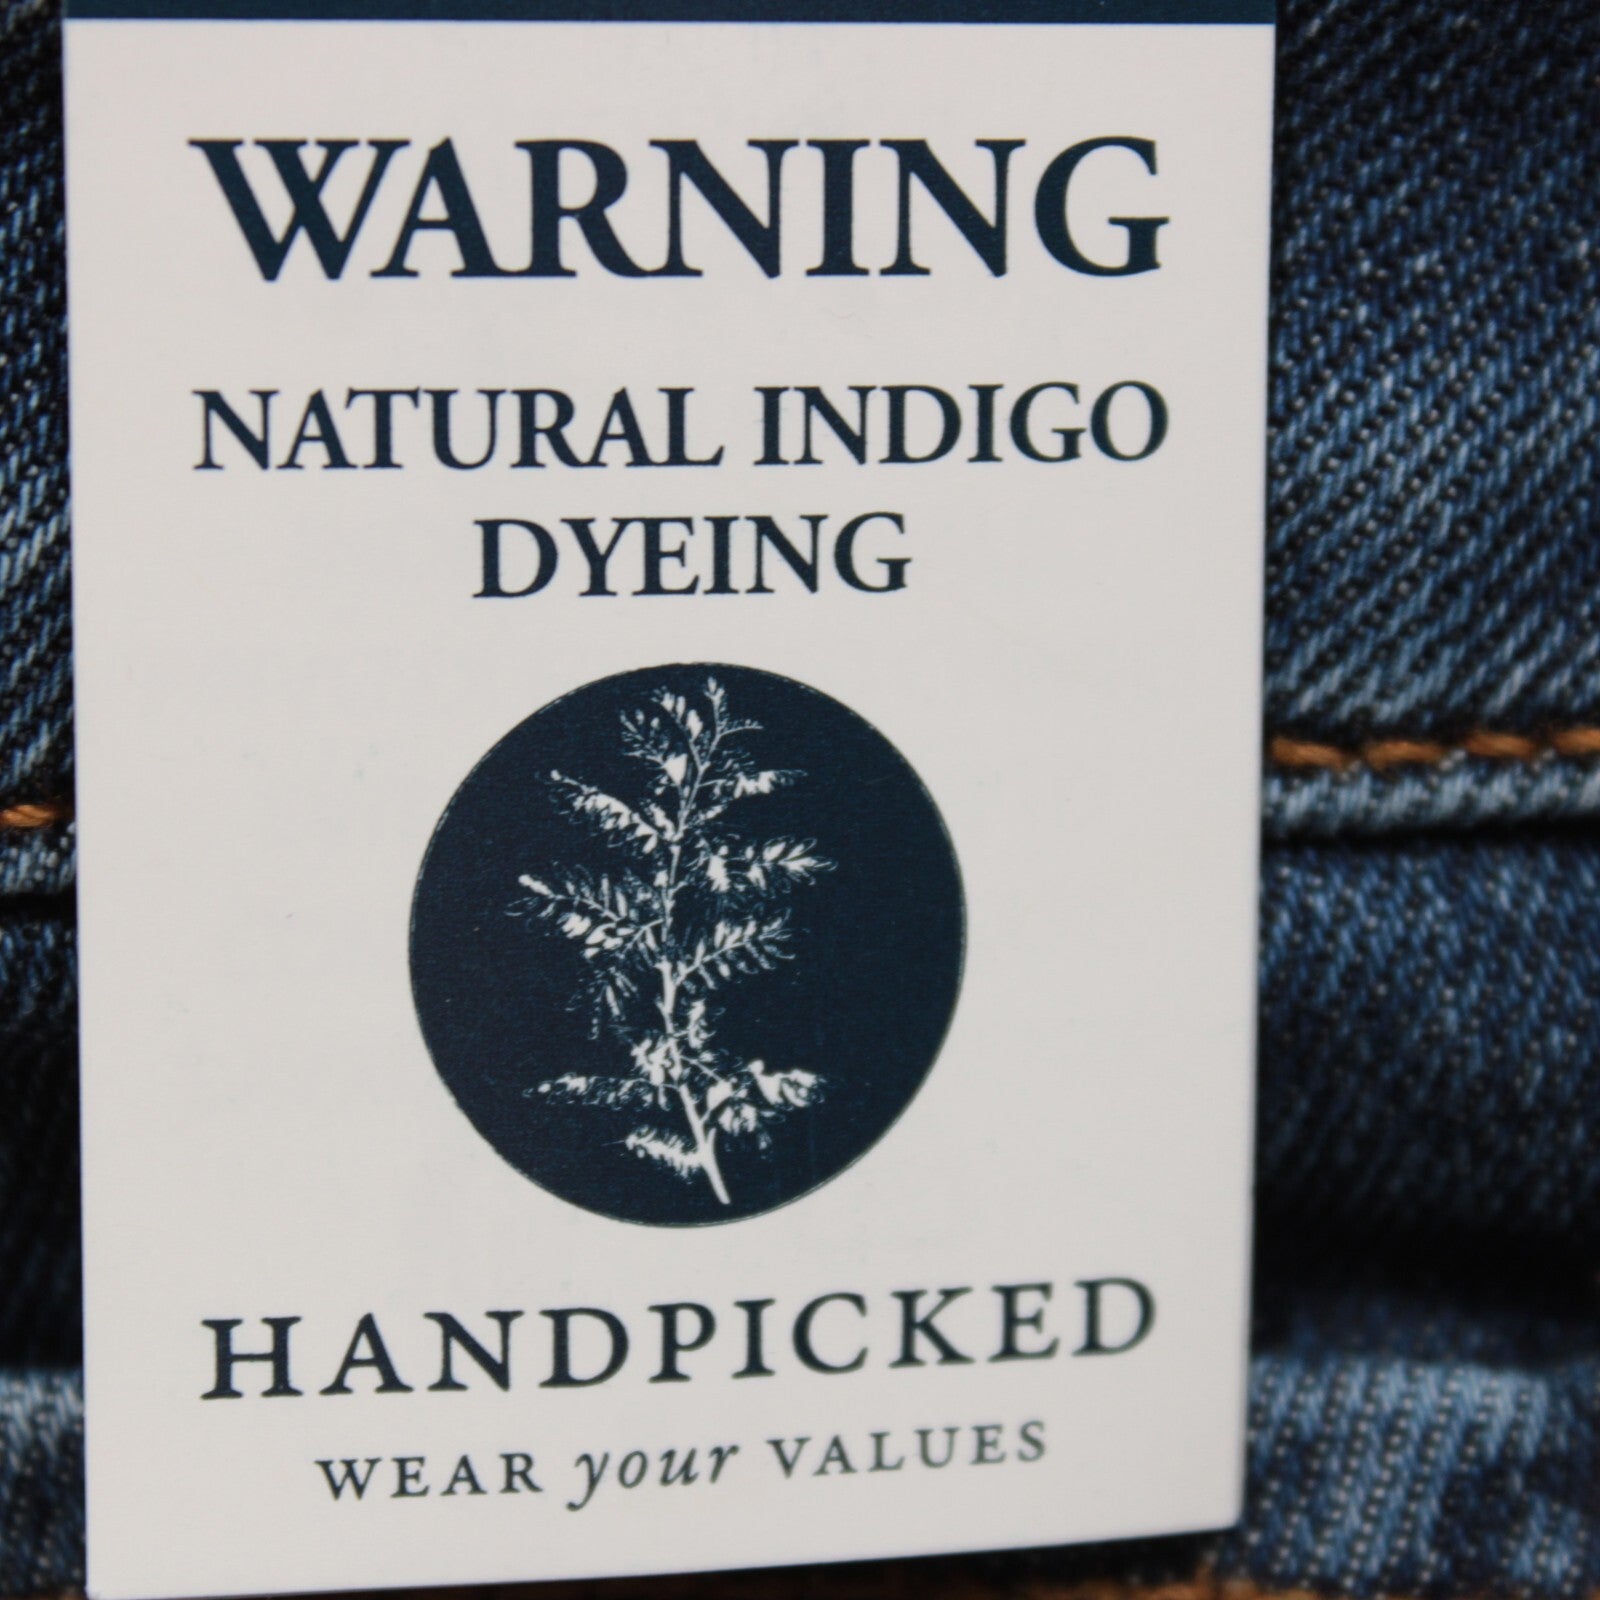 WARNING
NATURAL INDIGO
DYEING
HANDPICKED
WEAR your VALUES